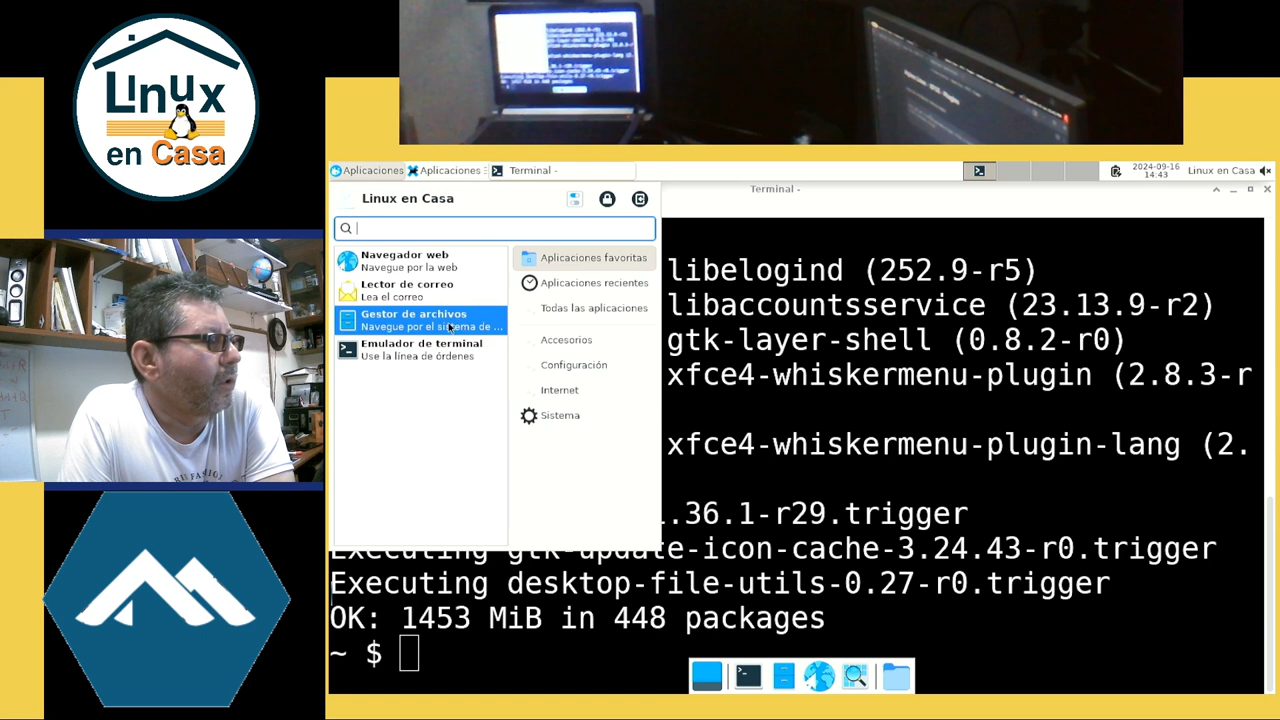 Linux
en Casa
Aplicaciones
Aplicaciones
Terminal -
2024-09-16
14:43
Linux en Casa
Terminal -
Linux en Casa
Navegador web
Navegue por la web
Lector de correo
Lea el correo
Gestor de archivos
Navegue por el sistema de ...
Emulador de terminal
Use la línea de órdenes
Aplicaciones favoritas
Aplicaciones recientes
Todas las aplicaciones
Accesorios
Configuración
Internet
Sistema
libelogind (252.9-r5)
libaccountsservice (23.13.9-r2)
gtk-layer-shell (0.8.2-r0)
xfce4-whiskermenu-plugin (2.8.3-r
xfce4-whiskermenu-plugin-lang (2.
.36.1-r29.trigger
Executing gtk-update-icon-cache-3.24.43-r0.trigger
Executing desktop-file-utils-0.27-r0.trigger
OK: 1453 MiB in 448 packages
~ $